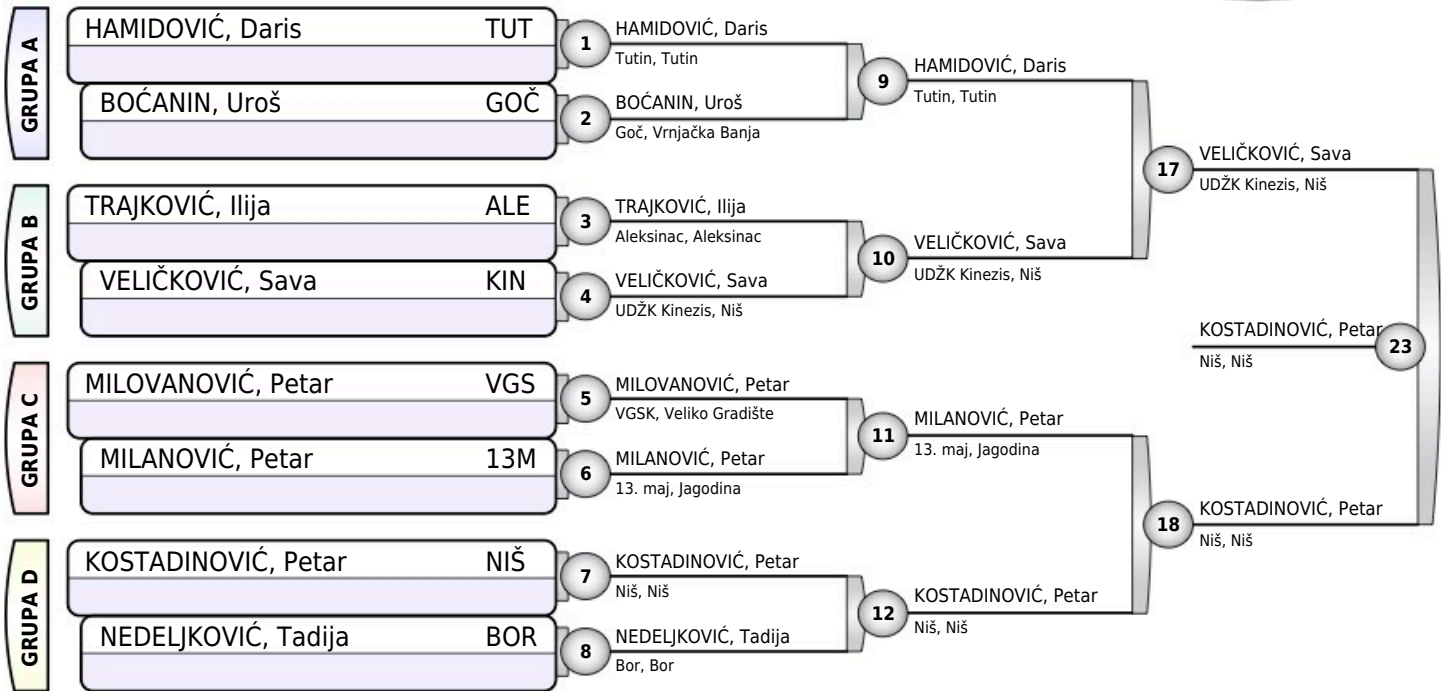 GRUPA A
HAMIDOVIĆ, Daris TUT
BOĆANIN, Uroš GOČ
GRUPA B
TRAJKOVIĆ, Ilija ALE
VELIČKOVIĆ, Sava KIN
GRUPA C
MILOVANOVIĆ, Petar VGS
MILANOVIĆ, Petar 13M
GRUPA D
KOSTADINOVIĆ, Petar NIŠ
NEDELJKOVIĆ, Tadija BOR
1
HAMIDOVIĆ, Daris
Tutin, Tutin
2
BOĆANIN, Uroš
Goč, Vrnjačka Banja
3
TRAJKOVIĆ, Ilija
Aleksinac, Aleksinac
4
VELIČKOVIĆ, Sava
UDŽK Kinezis, Niš
5
MILOVANOVIĆ, Petar
VGSK, Veliko Gradište
6
MILANOVIĆ, Petar
13. maj, Jagodina
7
KOSTADINOVIĆ, Petar
Niš, Niš
8
NEDELJKOVIĆ, Tadija
Bor, Bor
9
HAMIDOVIĆ, Daris
Tutin, Tutin
10
VELIČKOVIĆ, Sava
UDŽK Kinezis, Niš
11
MILANOVIĆ, Petar
13. maj, Jagodina
12
KOSTADINOVIĆ, Petar
Niš, Niš
17
VELIČKOVIĆ, Sava
UDŽK Kinezis, Niš
18
KOSTADINOVIĆ, Petar
Niš, Niš
KOSTADINOVIĆ, Petar
Niš, Niš
23